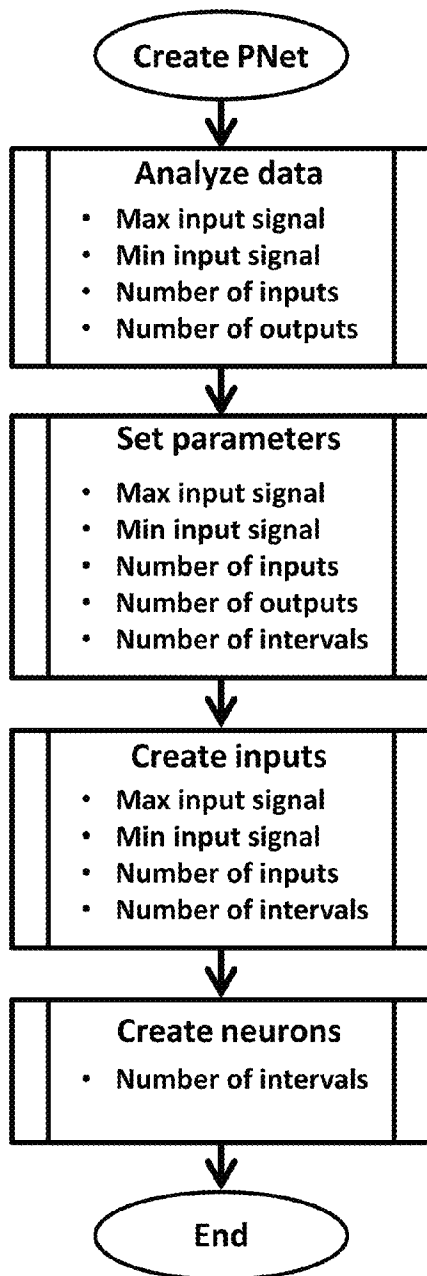 Create PNet
Analyze data
• Max input signal
• Min input signal
• Number of inputs
• Number of outputs
Set parameters
• Max input signal
• Min input signal
• Number of inputs
• Number of outputs
• Number of intervals
Create inputs
• Max input signal
• Min input signal
• Number of inputs
• Number of intervals
Create neurons
• Number of intervals
End